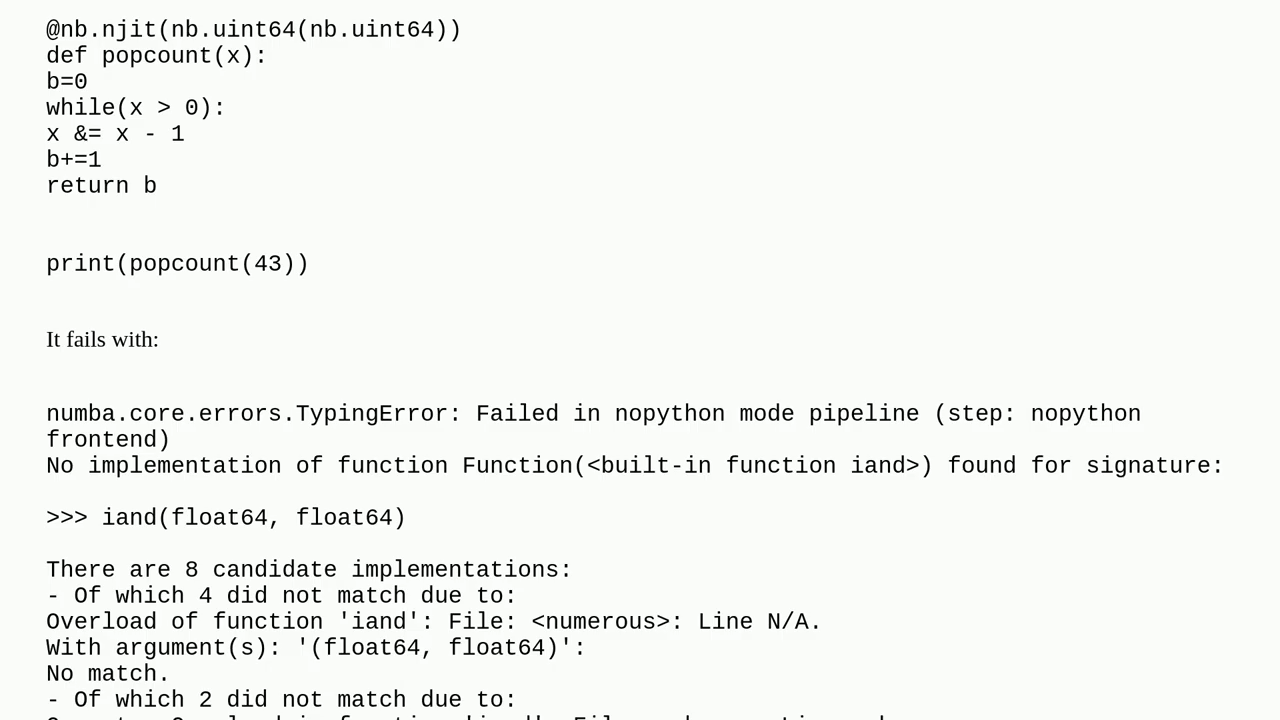 @nb.njit(nb.uint64(nb.uint64))
def popcount(x):
b=0
while(x > 0):
x &= x - 1
b+=1
return b
print(popcount(43))
It fails with:
numba.core.errors.TypingError: Failed in nopython mode pipeline (step: nopython
frontend)
No implementation of function Function(<built-in function iand>) found for signature:
>>> iand(float64, float64)
There are 8 candidate implementations:
- Of which 4 did not match due to:
Overload of function 'iand': File: <numerous>: Line N/A.
With argument(s): '(float64, float64)':
No match.
- Of which 2 did not match due to: